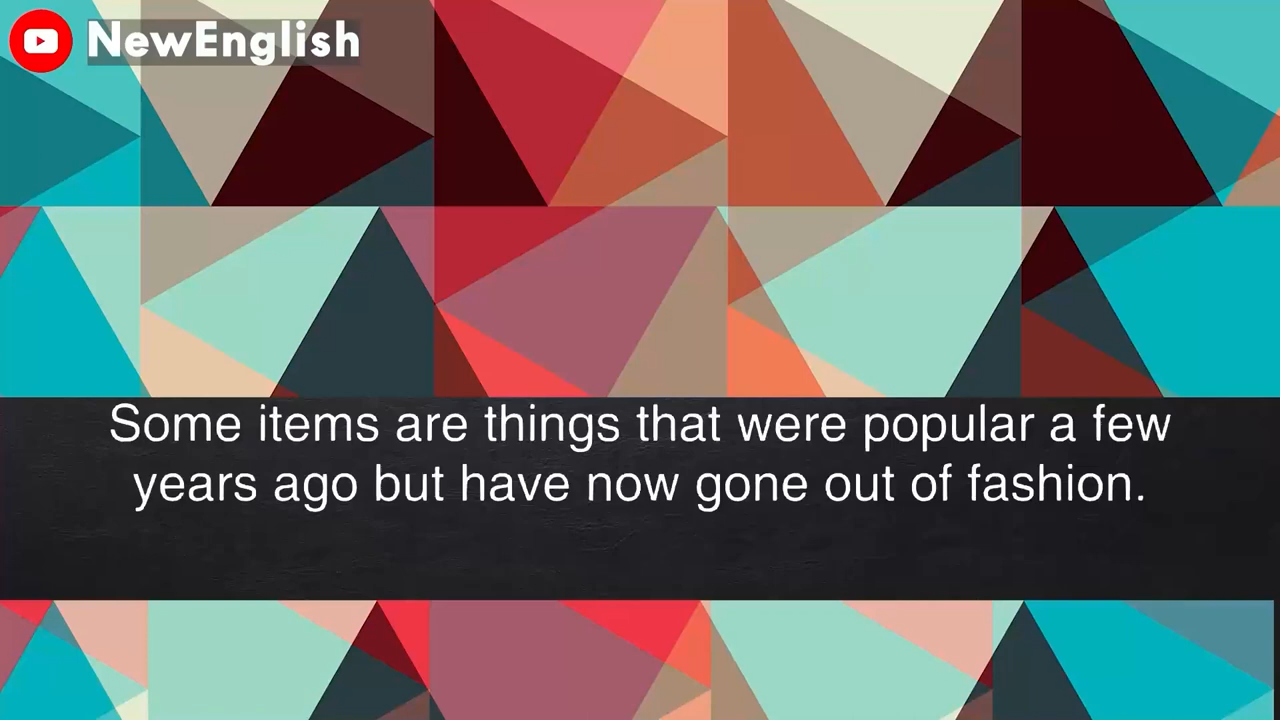 NewEnglish
Some items are things that were popular a few
years ago but have now gone out of fashion.